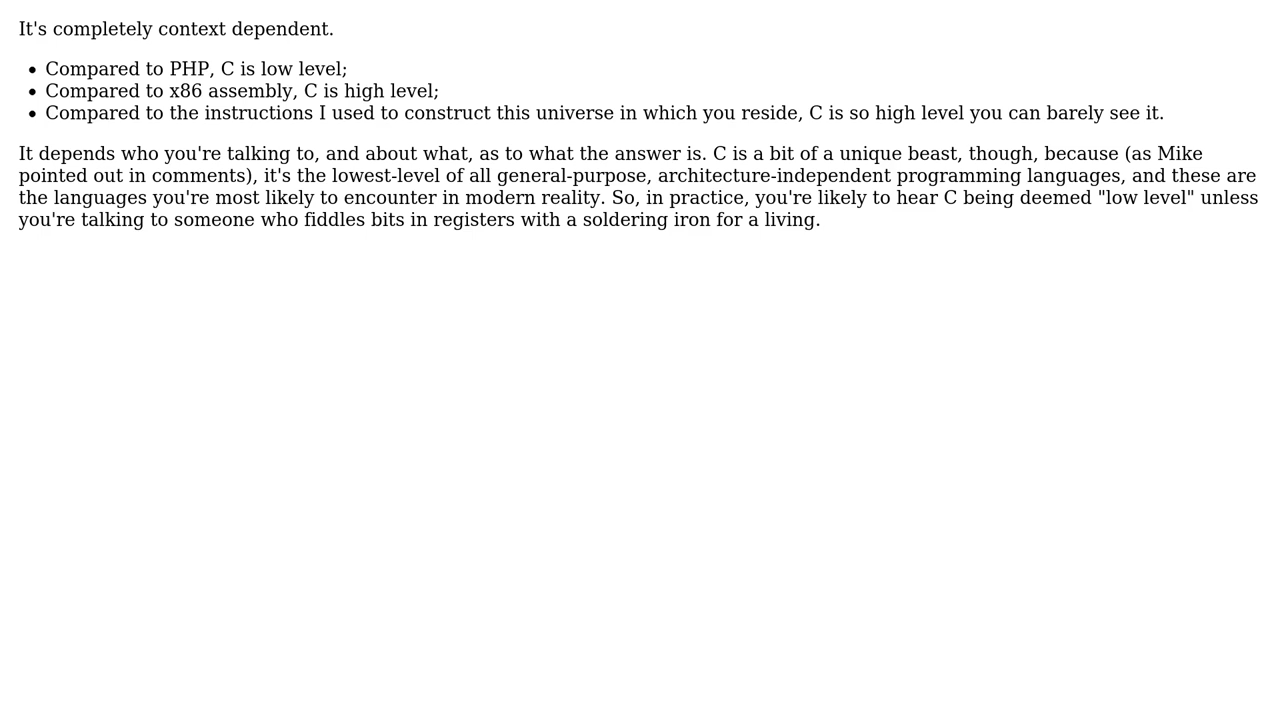 It's completely context dependent.
• Compared to PHP, C is low level;
• Compared to x86 assembly, C is high level;
• Compared to the instructions I used to construct this universe in which you reside, C is so high level you can barely see it.
It depends who you're talking to, and about what, as to what the answer is. C is a bit of a unique beast, though, because (as Mike
pointed out in comments), it's the lowest-level of all general-purpose, architecture-independent programming languages, and these are
the languages you're most likely to encounter in modern reality. So, in practice, you're likely to hear C being deemed "low level" unless
you're talking to someone who fiddles bits in registers with a soldering iron for a living.